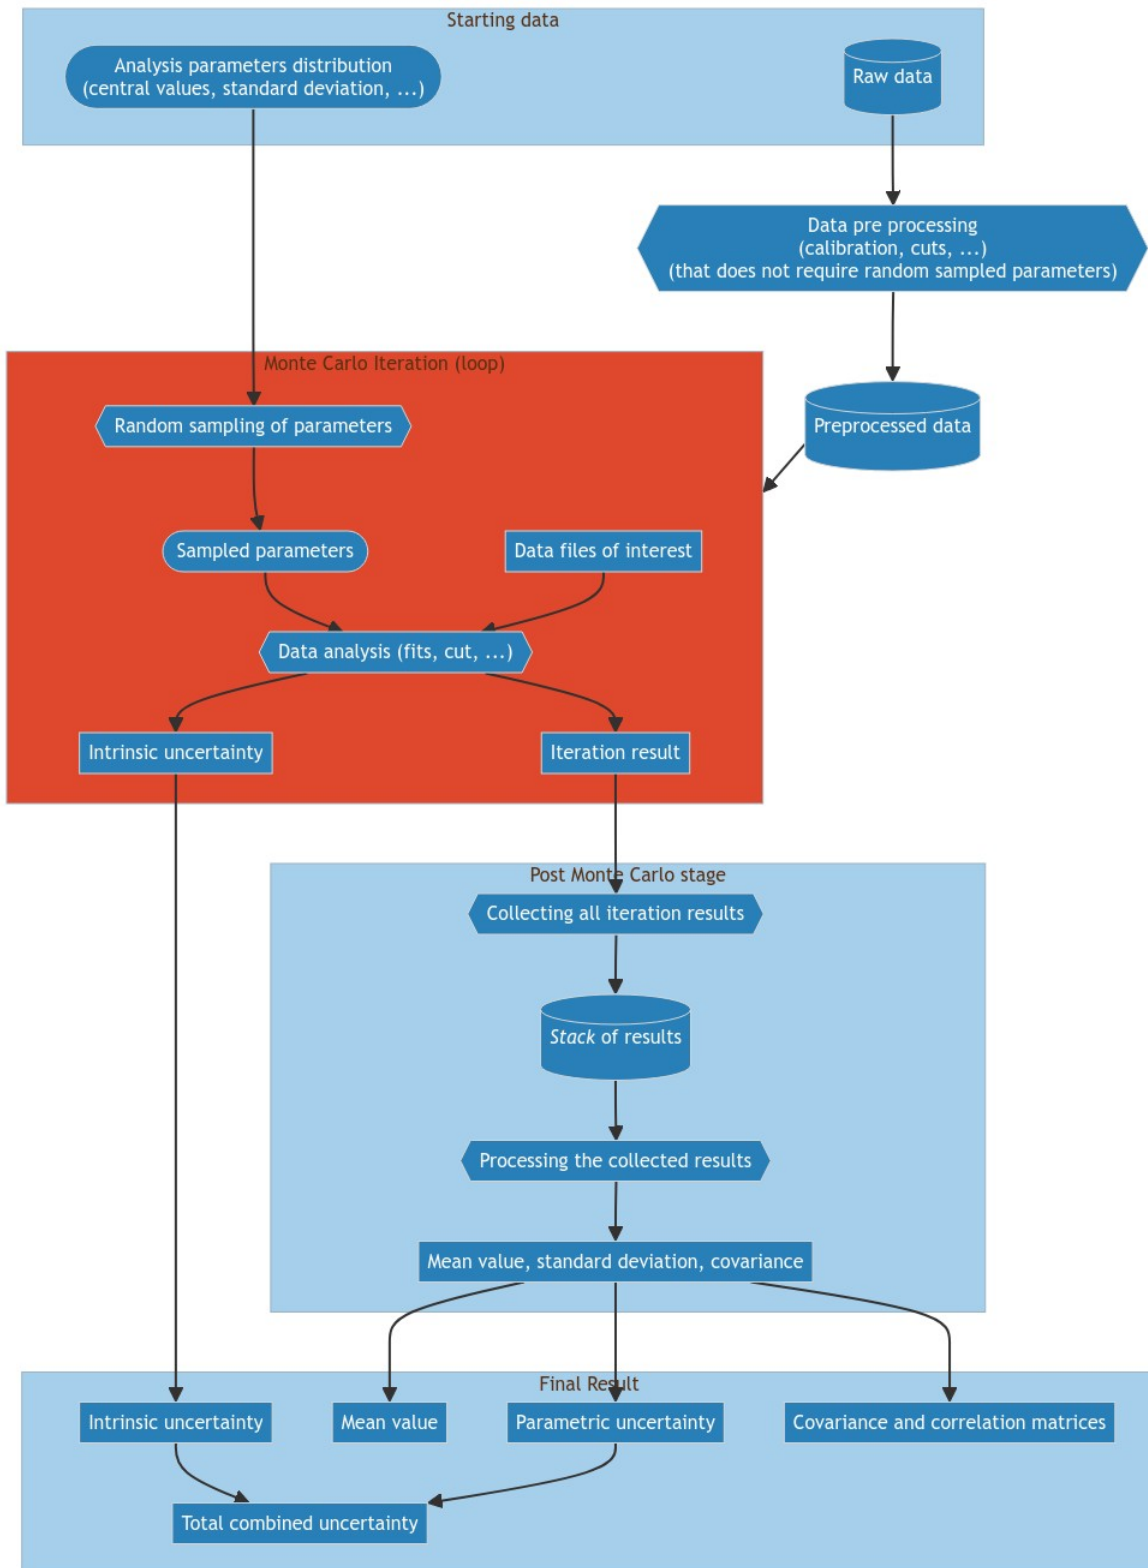 Starting data
Analysis parameters distribution
(central values, standard deviation, ...)
Raw data
Data pre processing
(calibration, cuts, ...)
(that does not require random sampled parameters)
Monte Carlo Iteration (loop)
Random sampling of parameters
Preprocessed data
Sampled parameters
Data files of interest
Data analysis (fits, cut, ...)
Intrinsic uncertainty
Iteration result
Post Monte Carlo stage
Collecting all iteration results
Stack of results
Processing the collected results
Mean value, standard deviation, covariance
Final Result
Intrinsic uncertainty
Mean value
Parametric uncertainty
Covariance and correlation matrices
Total combined uncertainty